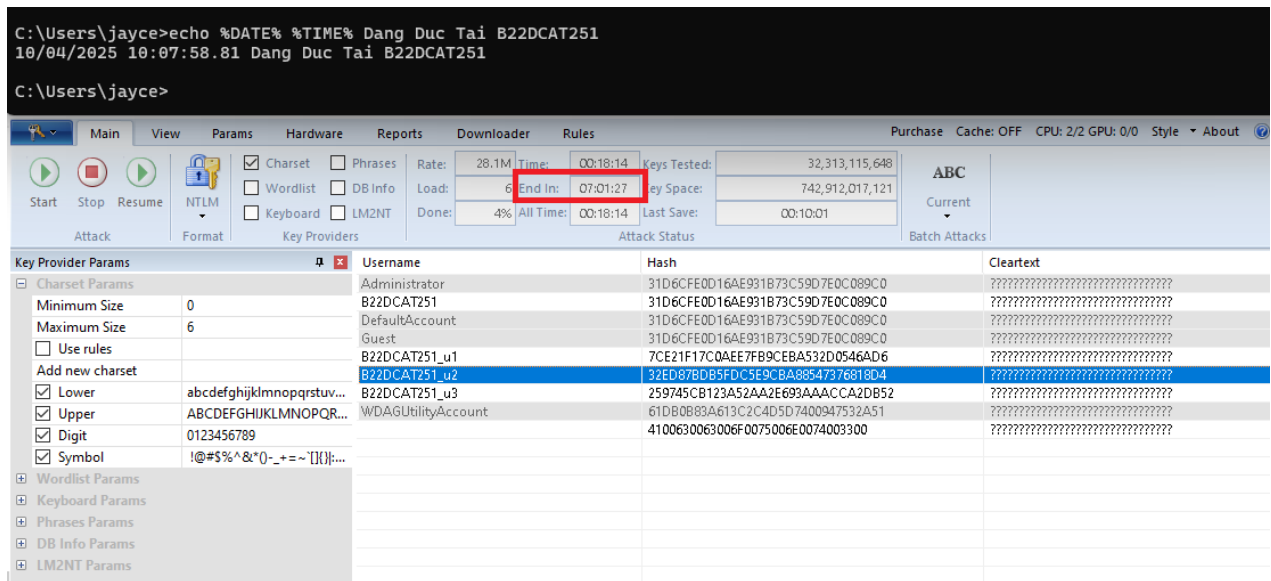 C:\Users\jayce>echo %DATE% %TIME% Dang Duc Tai B22DCAT251
10/04/2025 10:07:58.81 Dang Duc Tai B22DCAT251
C:\Users\jayce>
Main View Params Hardware Reports Downloader Rules Purchase Cache: OFF CPU: 2/2 GPU: 0/0 Style About
Charset Phrases Rate: 28.1M Time: 00:18:14 Keys Tested: 32,313,115,648
ABC
Wordlist DB Info Load: 6 End In: 07:01:27 Key Space: 742,912,017,121
Start Stop Resume NTLM Current
Keyboard LM2NT Done: 4% All Time: 00:18:14 Last Save: 00:10:01
Attack Format Key Providers Attack Status Batch Attacks
Key Provider Params Username Hash Cleartext
Charset Params Administrator 31D6CFE0D16AE931B73C59D7E0C089C0 ????????????????????????????????
Minimum Size 0 B22DCAT251 31D6CFE0D16AE931B73C59D7E0C089C0 ????????????????????????????????
Maximum Size 6 DefaultAccount 31D6CFE0D16AE931B73C59D7E0C089C0 ????????????????????????????????
Use rules Guest 31D6CFE0D16AE931B73C59D7E0C089C0 ????????????????????????????????
Add new charset B22DCAT251_u1 7CE21F17C0AEE7FB9CEBA532D0546AD6 ????????????????????????????????
B22DCAT251_u2 32ED87BDB5FDC5E9CBA88547376818D4 ????????????????????????????????
Lower abcdefghijklmnopqrstuv... B22DCAT251_u3 259745CB123A52AA2E693AAACCA2DB52 ????????????????????????????????
Upper ABCDEFGHIJKLMNOPQR... WDAGUtilityAccount 61DB0B83A613C2C4D5D7400947532A51 ????????????????????????????????
Digit 0123456789 4100630063006F0075006E0074003300 ????????????????????????????????
Symbol !@#$%^&*()-_+=~`[]{}|:...
Wordlist Params
Keyboard Params
Phrases Params
DB Info Params
LM2NT Params